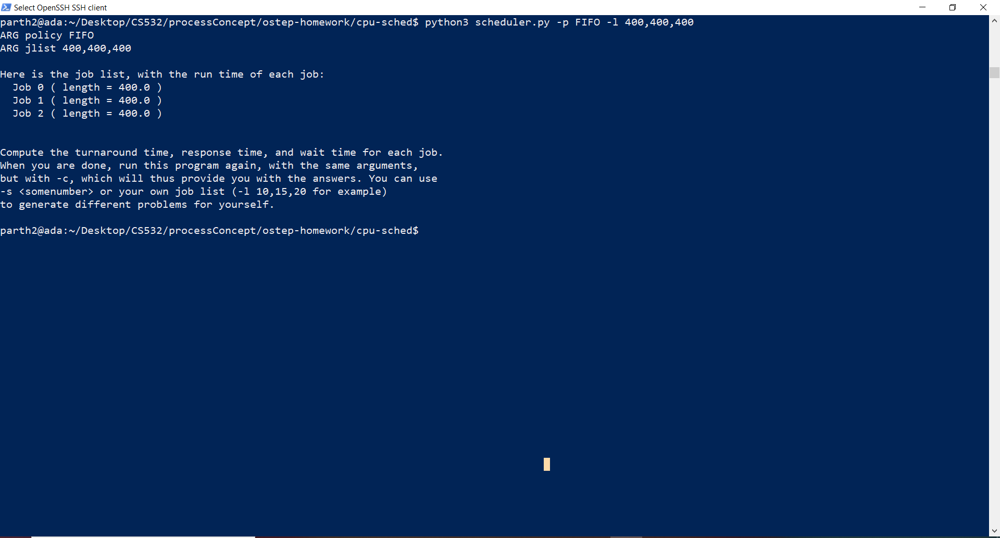 Select OpenSSH SSH client
parth2@ada:~/Desktop/CS532/processConcept/ostep-homework/cpu-sched$ python3 scheduler.py -p FIFO -l 400,400,400
ARG policy FIFO
ARG jlist 400,400,400
Here is the job list, with the run time of each job:
  Job 0 ( length = 400.0 )
  Job 1 ( length = 400.0 )
  Job 2 ( length = 400.0 )
Compute the turnaround time, response time, and wait time for each job.
When you are done, run this program again, with the same arguments,
but with -c, which will thus provide you with the answers. You can use
-s <somenumber> or your own job list (-l 10,15,20 for example)
to generate different problems for yourself.
parth2@ada:~/Desktop/CS532/processConcept/ostep-homework/cpu-sched$